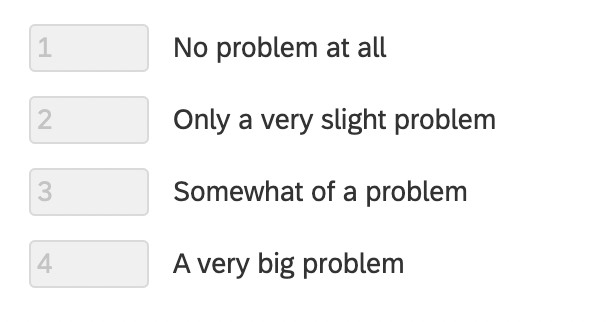 1 No problem at all
2 Only a very slight problem
3 Somewhat of a problem
4 A very big problem